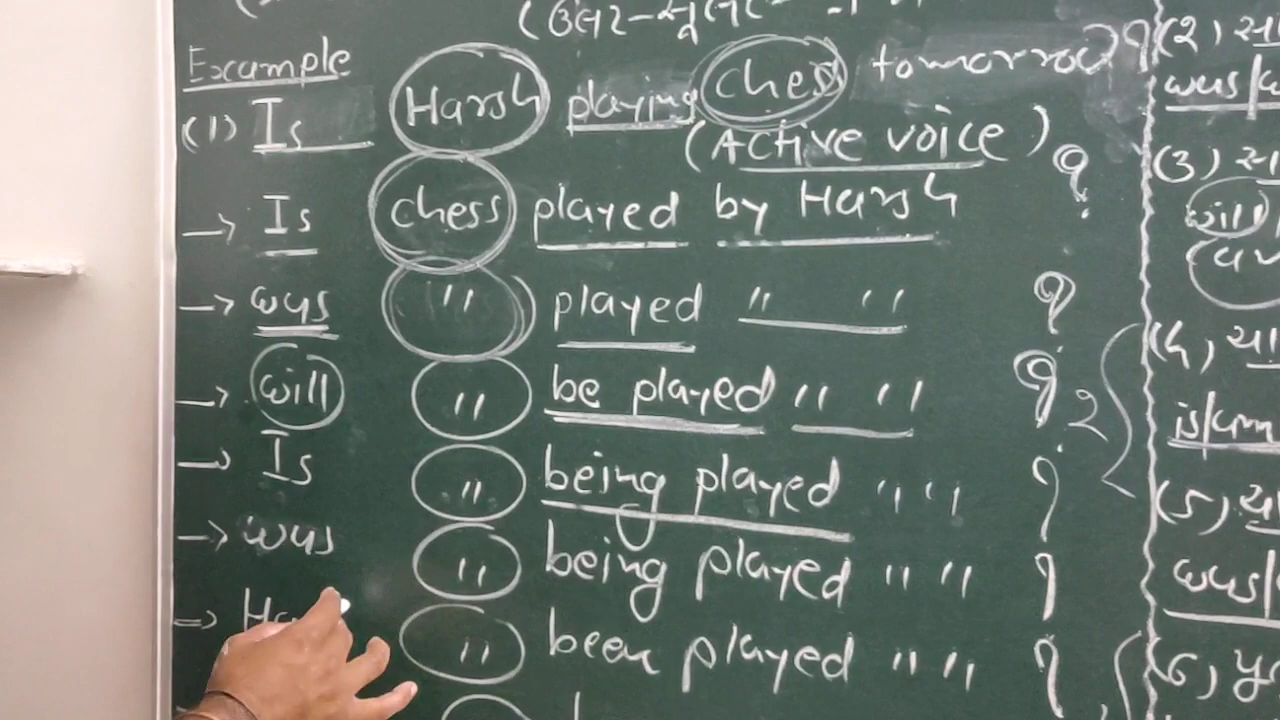 Example
(1) Is Harsh playing chess tomorrow ?
(Active voice)
→ Is chess played by Harsh ?
→ was " played " " ?
→ will " be played " " ?
→ Is " being played " " ?
→ was " being played " " ?
→ " been played " " ?
2
(2)
was/
(3)
will
(4)
is/am
(5)
was/
(6)